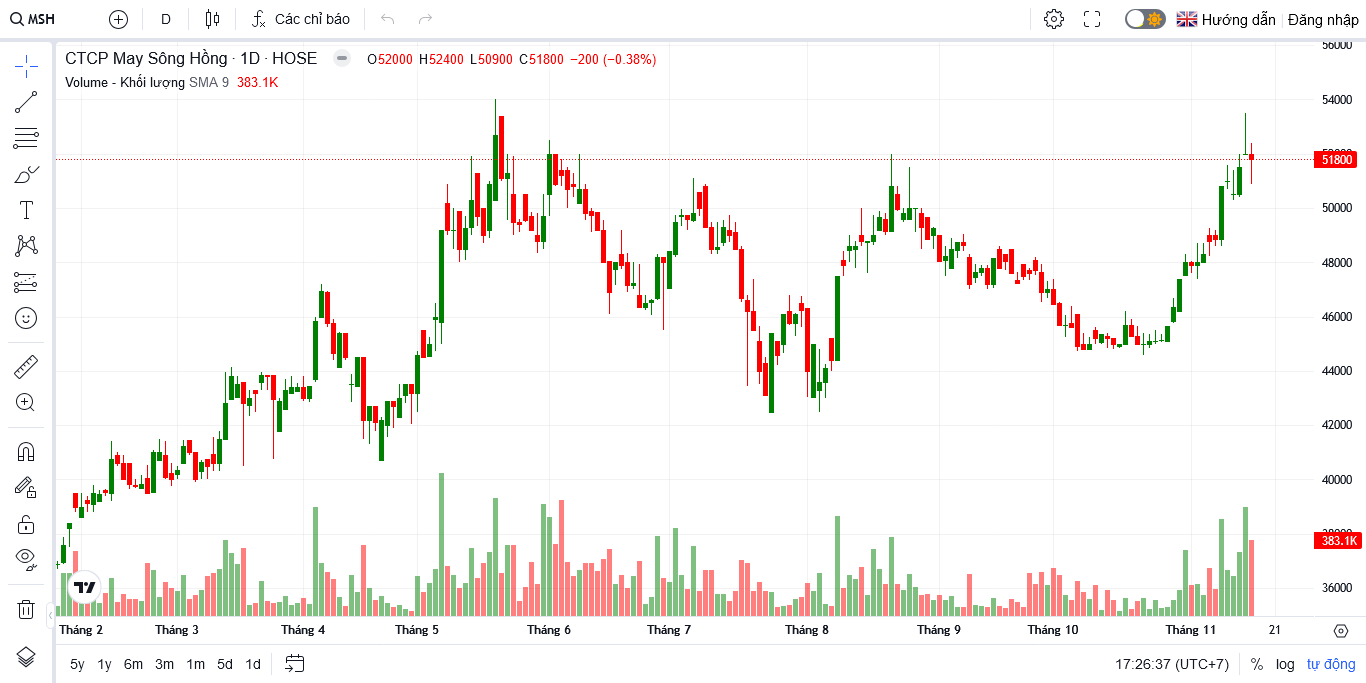 MSH D Các chỉ báo Hướng dẫn Đăng nhập
CTCP May Sông Hồng · 1D · HOSE O52000 H52400 L50900 C51800 −200 (−0.38%)
Volume - Khối lượng SMA 9 383.1K
56000
54000
51800
50000
48000
46000
44000
42000
40000
383.1K
36000
Tháng 2 Tháng 3 Tháng 4 Tháng 5 Tháng 6 Tháng 7 Tháng 8 Tháng 9 Tháng 10 Tháng 11 21
5y 1y 6m 3m 1m 5d 1d 17:26:37 (UTC+7) % log tự động